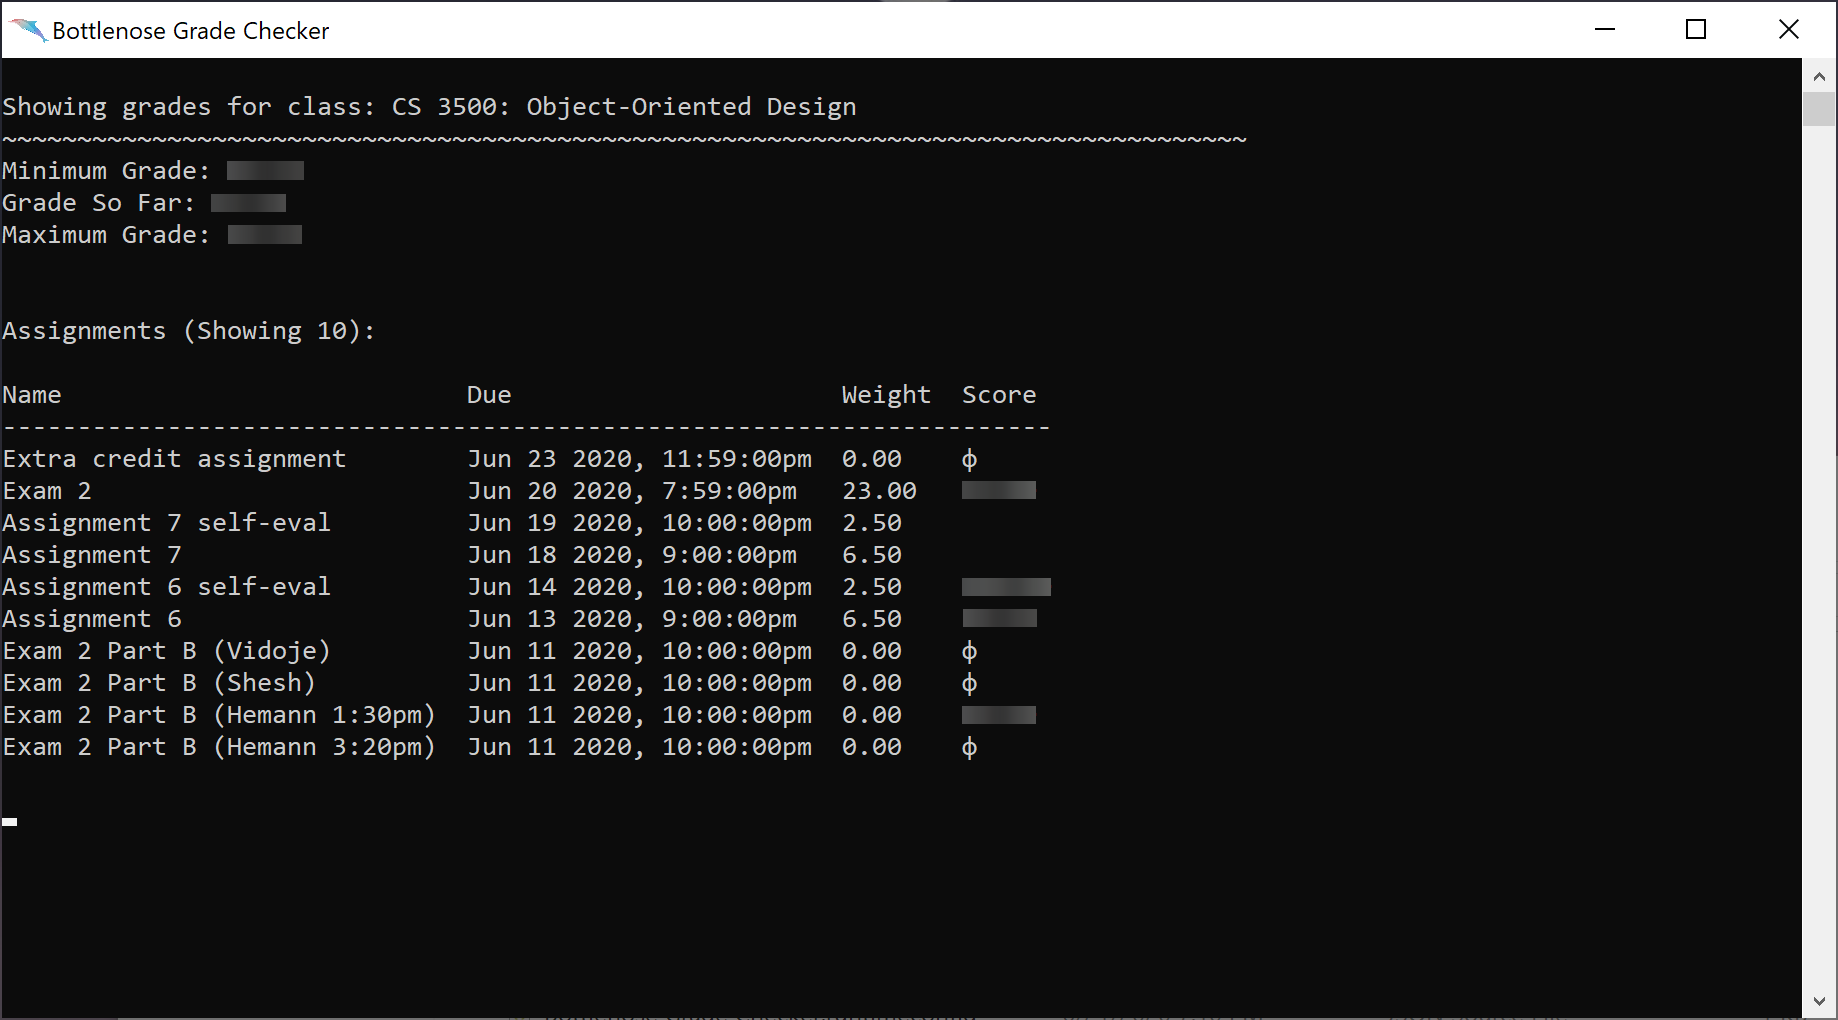 Bottlenose Grade Checker
Showing grades for class: CS 3500: Object-Oriented Design
~~~~~~~~~~~~~~~~~~~~~~~~~~~~~~~~~~~~~~~~~~~~~~~~~~~~~~~~~~~~~~~~~~~~~~~~~~~~~~~~~~~
Minimum Grade:
Grade So Far:
Maximum Grade:
Assignments (Showing 10):
Name Due Weight Score
----------------------------------------------------------------------
Extra credit assignment Jun 23 2020, 11:59:00pm 0.00 ф
Exam 2 Jun 20 2020, 7:59:00pm 23.00
Assignment 7 self-eval Jun 19 2020, 10:00:00pm 2.50
Assignment 7 Jun 18 2020, 9:00:00pm 6.50
Assignment 6 self-eval Jun 14 2020, 10:00:00pm 2.50
Assignment 6 Jun 13 2020, 9:00:00pm 6.50
Exam 2 Part B (Vidoje) Jun 11 2020, 10:00:00pm 0.00 ф
Exam 2 Part B (Shesh) Jun 11 2020, 10:00:00pm 0.00 ф
Exam 2 Part B (Hemann 1:30pm) Jun 11 2020, 10:00:00pm 0.00
Exam 2 Part B (Hemann 3:20pm) Jun 11 2020, 10:00:00pm 0.00 ф